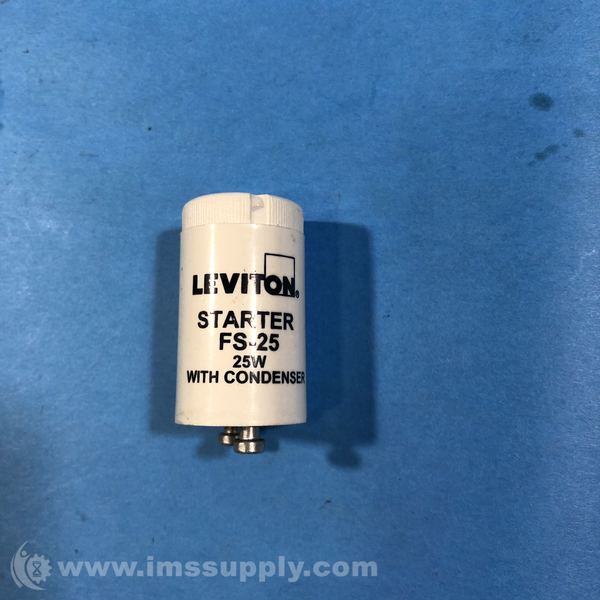 LEVITON®
STARTER
FS-25
25W
WITH CONDENSER
www.imssupply.com